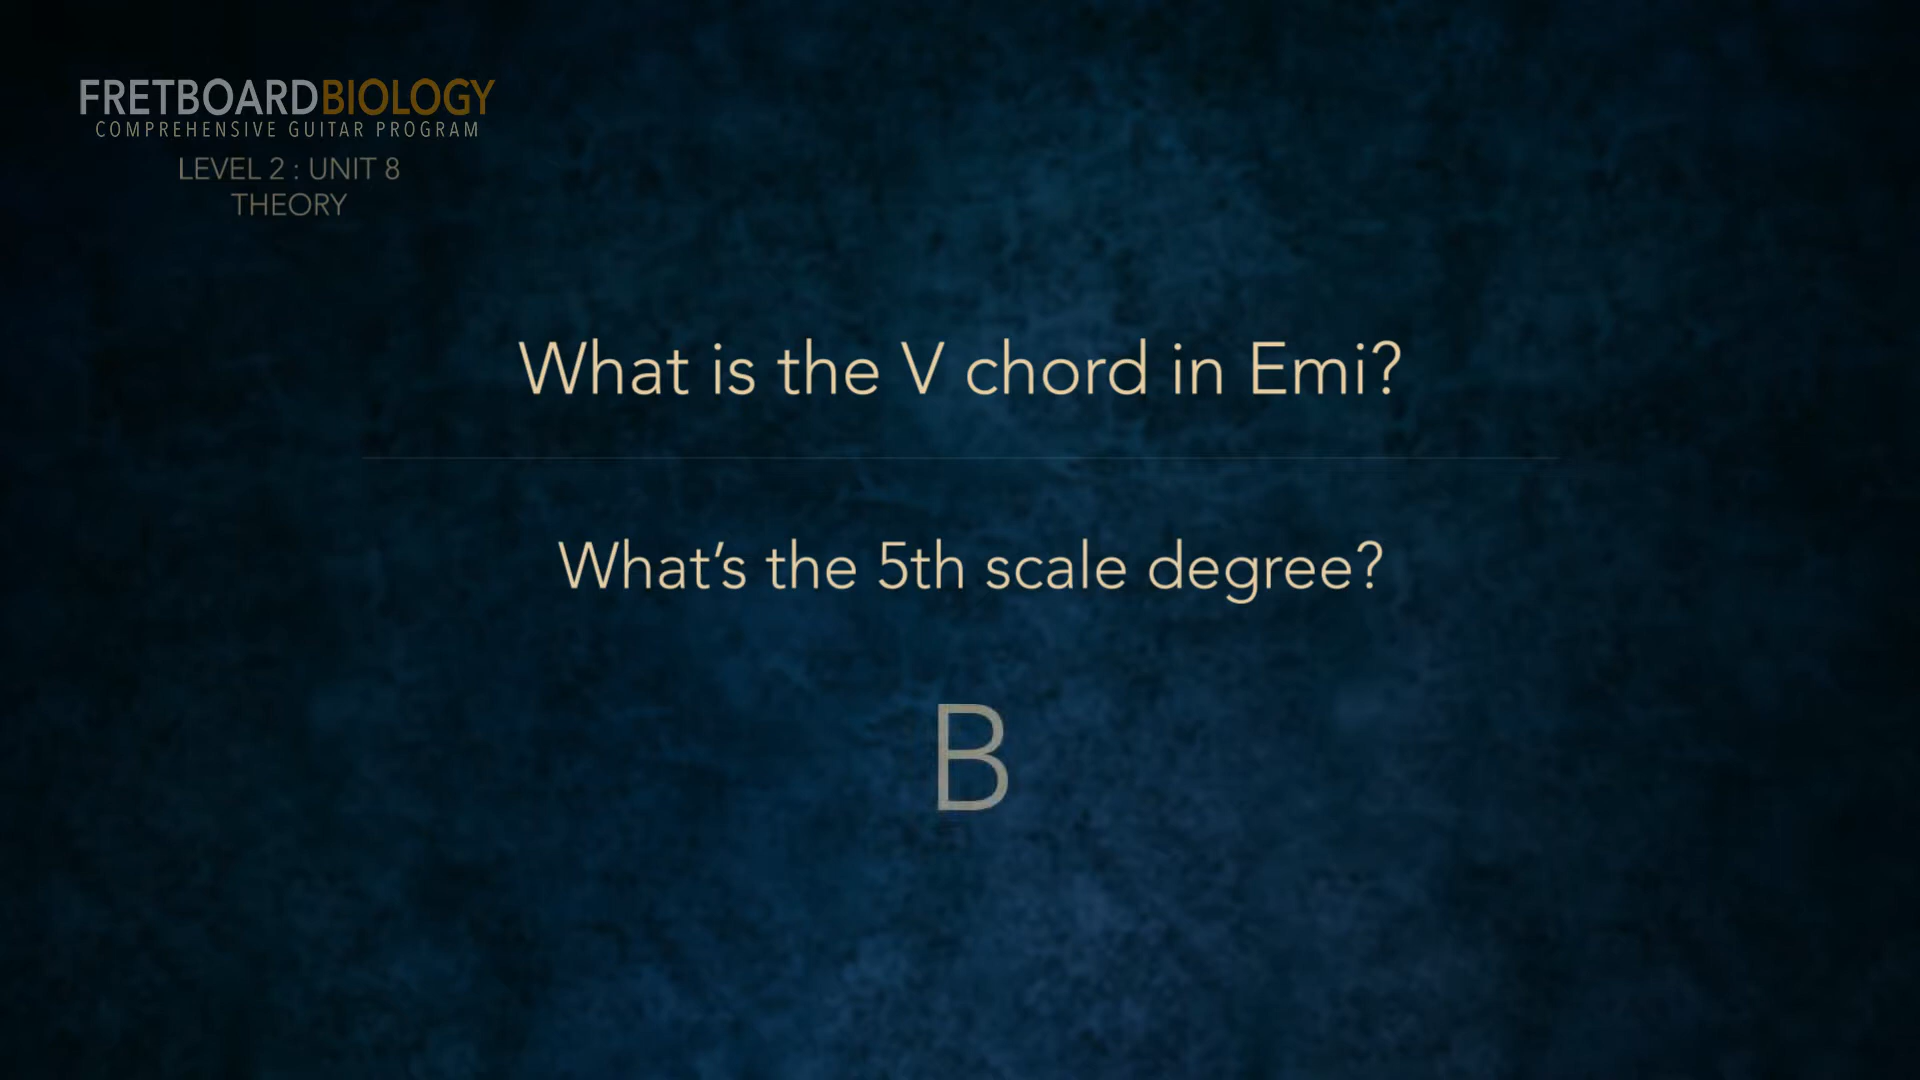 FRETBOARDBIOLOGY
COMPREHENSIVE GUITAR PROGRAM
LEVEL 2 : UNIT 8
THEORY
What is the V chord in Emi?
What’s the 5th scale degree?
B